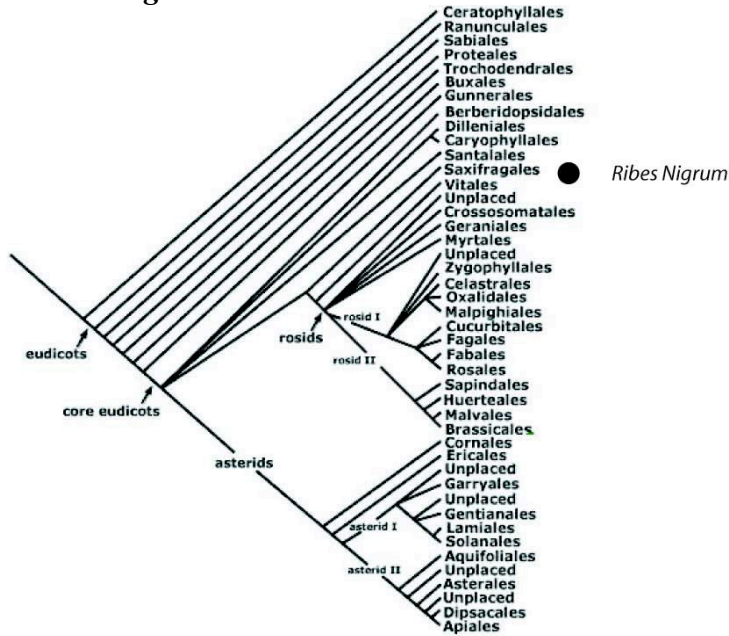 Ceratophyllales
Ranunculales
Sabiales
Proteales
Trochodendrales
Buxales
Gunnerales
Berberidopsidales
Dilleniales
Caryophyllales
Santalales
Saxifragales
Ribes Nigrum
Vitales
Unplaced
Crossosomatales
Geraniales
Myrtales
Unplaced
Zygophyllales
Celastrales
Oxalidales
Malpighiales
Cucurbitales
Fagales
Fabales
Rosales
Sapindales
Huerteales
Malvales
Brassicales
Cornales
Ericales
Unplaced
Garryales
Unplaced
Gentianales
Lamiales
Solanales
Aquifoliales
Unplaced
Asterales
Unplaced
Dipsacales
Apiales
eudicots
core eudicots
rosids
rosid I
rosid II
asterids
asterid I
asterid II